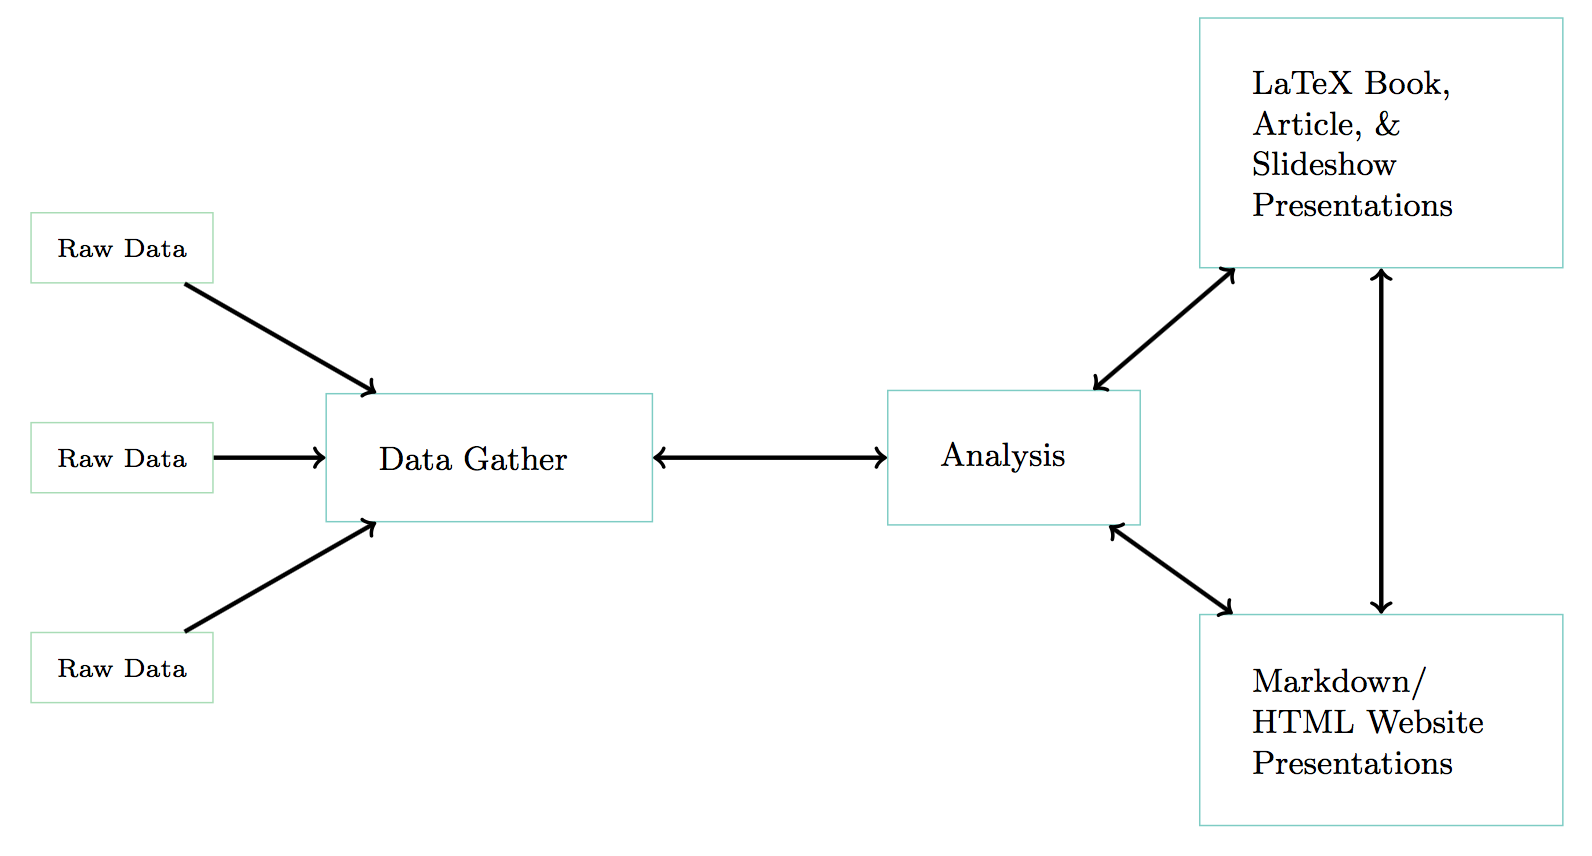 Raw Data
Raw Data
Raw Data
Data Gather
Analysis
LaTeX Book,
Article, &
Slideshow
Presentations
Markdown/
HTML Website
Presentations